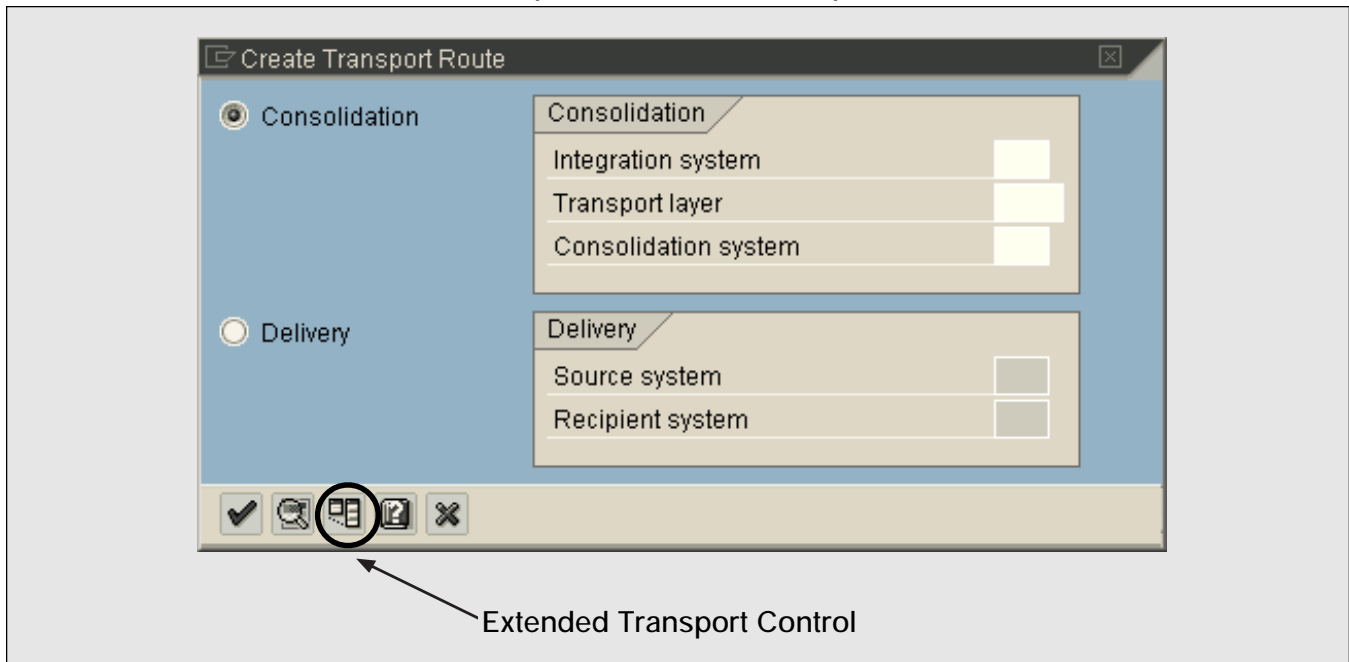 Create Transport Route
Consolidation
Consolidation
Integration system
Transport layer
Consolidation system
Delivery
Delivery
Source system
Recipient system
Extended Transport Control